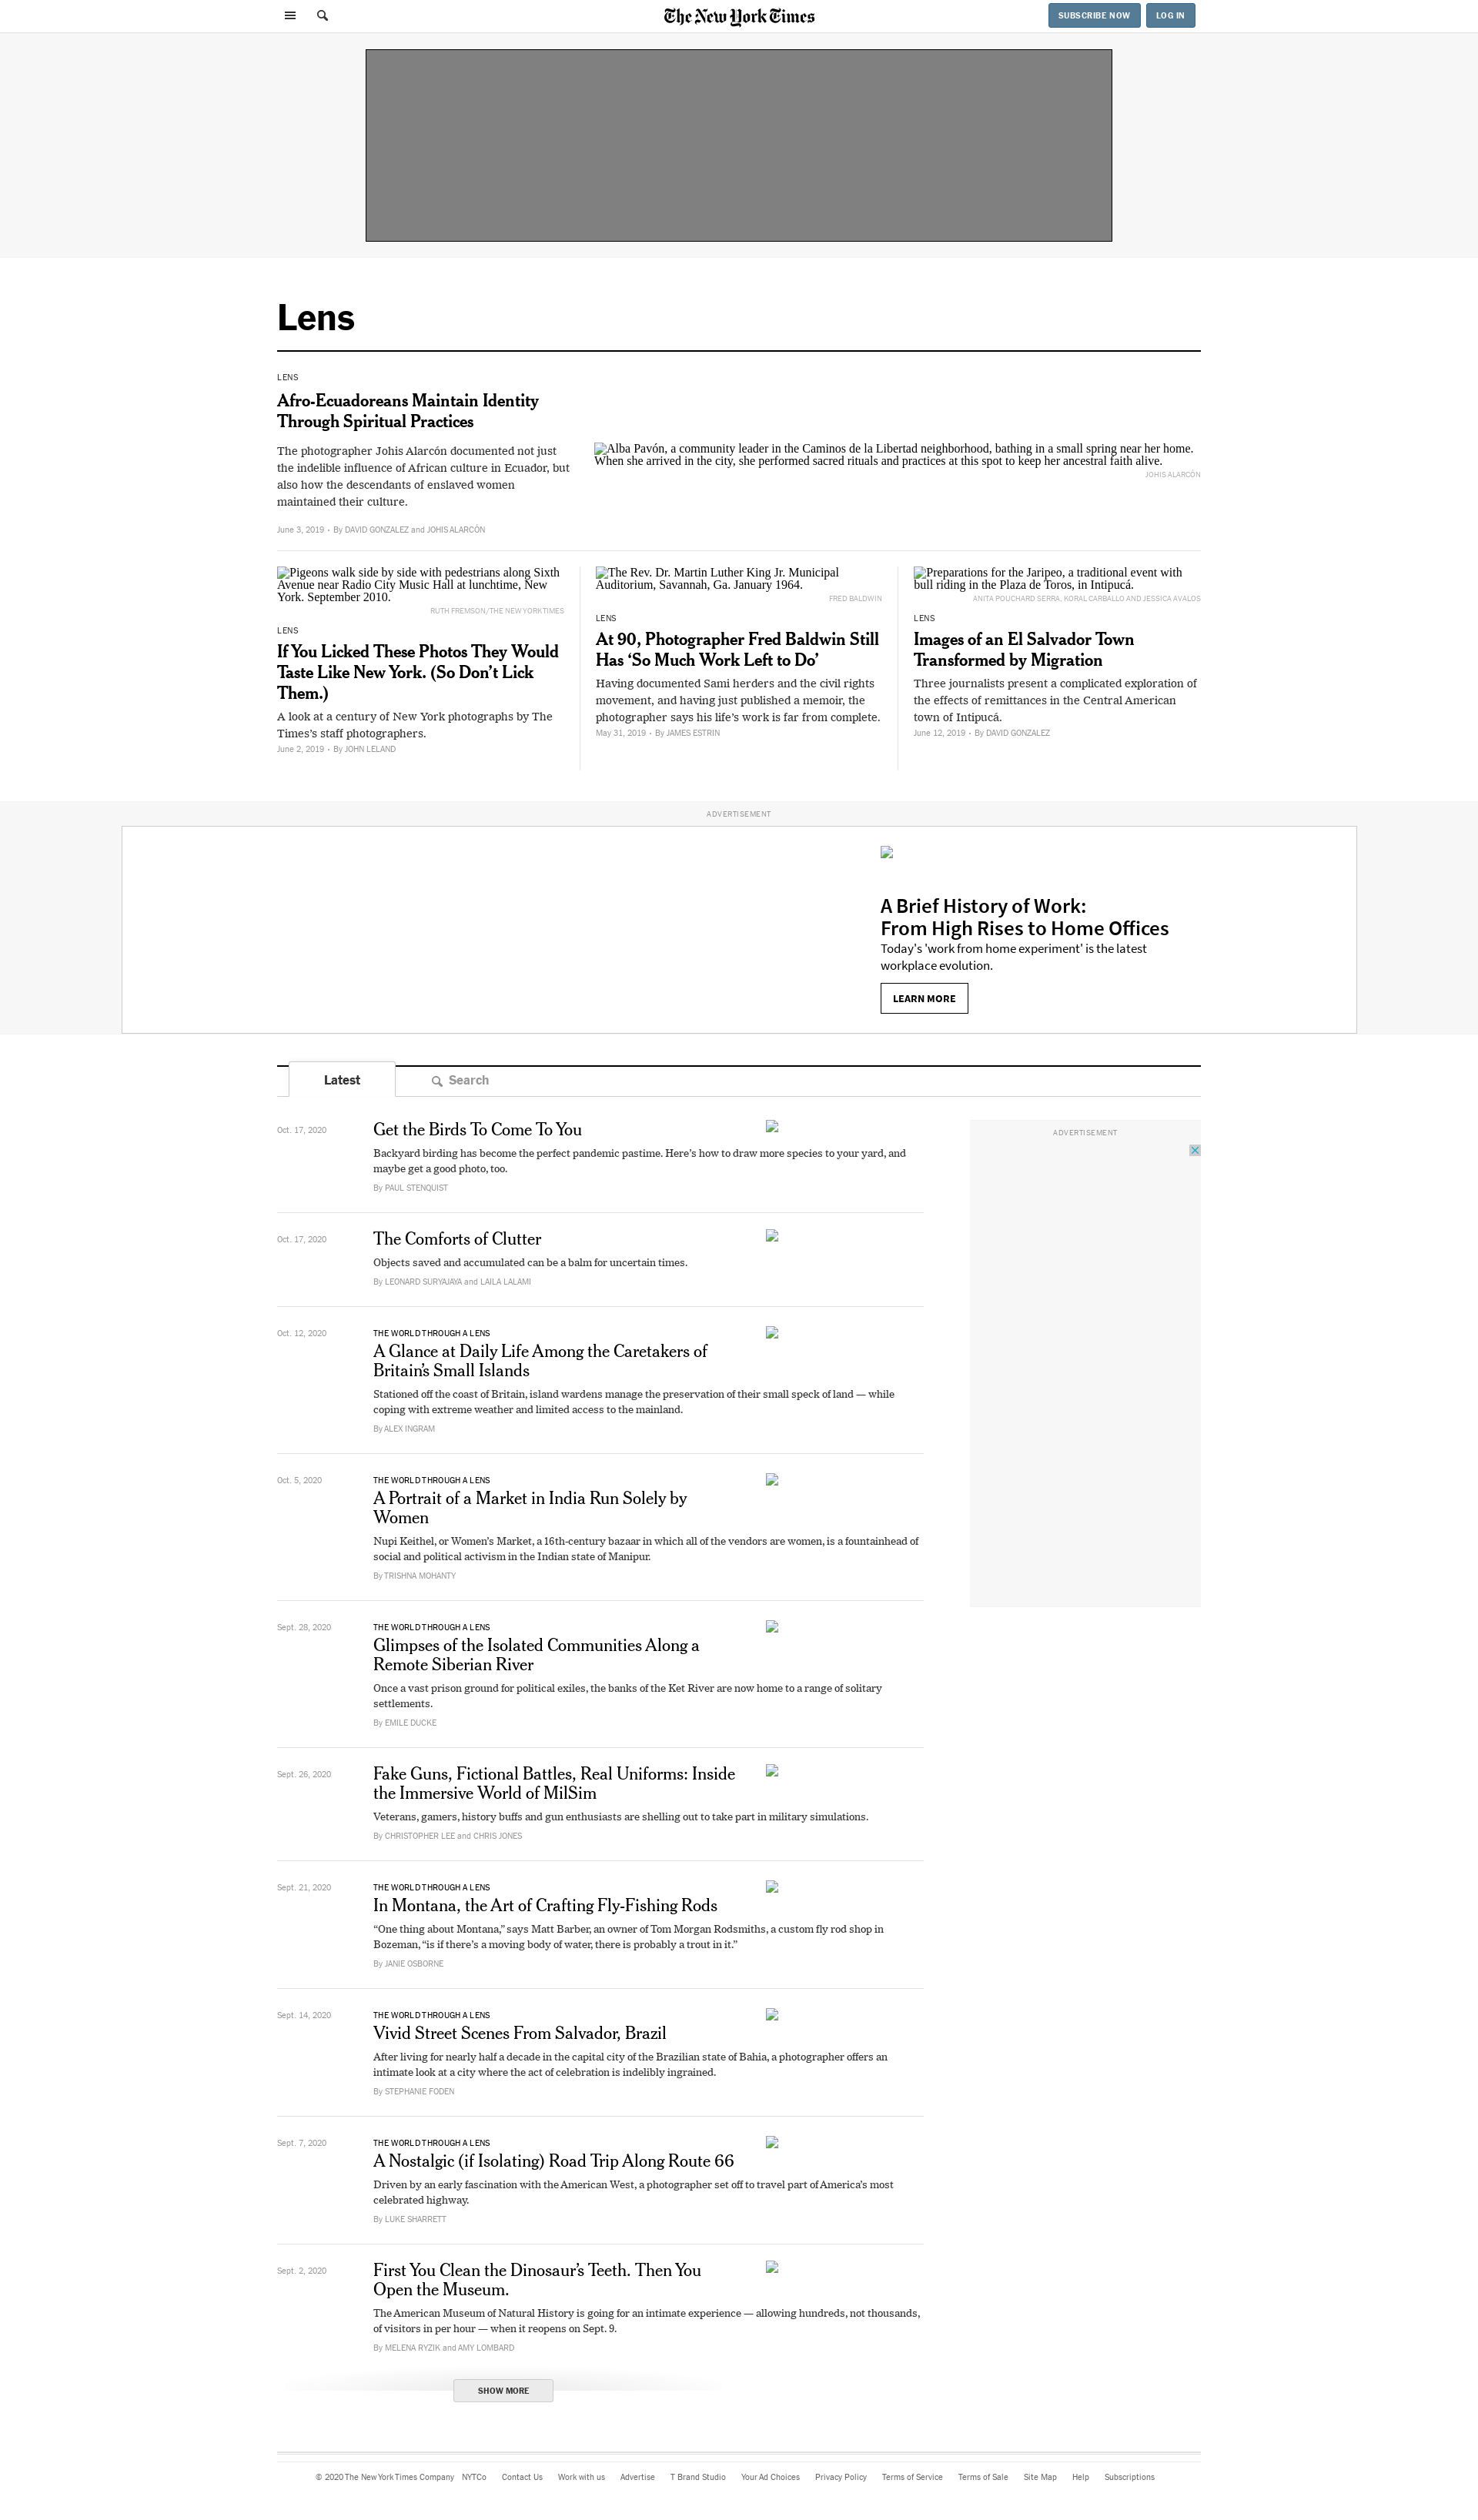 The New York Times
SUBSCRIBE NOW
LOG IN
Lens
LENS
Afro-Ecuadoreans Maintain Identity
Through Spiritual Practices
The photographer Johis Alarcón documented not just
the indelible influence of African culture in Ecuador, but
also how the descendants of enslaved women
maintained their culture.
June 3, 2019 • By DAVID GONZALEZ and JOHIS ALARCÓN
Alba Pavón, a community leader in the Caminos de la Libertad neighborhood, bathing in a small spring near her home.
When she arrived in the city, she performed sacred rituals and practices at this spot to keep her ancestral faith alive.
JOHIS ALARCÓN
Pigeons walk side by side with pedestrians along Sixth
Avenue near Radio City Music Hall at lunchtime, New
York. September 2010.
RUTH FREMSON/THE NEW YORK TIMES
LENS
If You Licked These Photos They Would
Taste Like New York. (So Don’t Lick
Them.)
A look at a century of New York photographs by The
Times’s staff photographers.
June 2, 2019 • By JOHN LELAND
The Rev. Dr. Martin Luther King Jr. Municipal
Auditorium, Savannah, Ga. January 1964.
FRED BALDWIN
LENS
At 90, Photographer Fred Baldwin Still
Has ‘So Much Work Left to Do’
Having documented Sami herders and the civil rights
movement, and having just published a memoir, the
photographer says his life’s work is far from complete.
May 31, 2019 • By JAMES ESTRIN
Preparations for the Jaripeo, a traditional event with
bull riding in the Plaza de Toros, in Intipucá.
ANITA POUCHARD SERRA, KORAL CARBALLO AND JESSICA AVALOS
LENS
Images of an El Salvador Town
Transformed by Migration
Three journalists present a complicated exploration of
the effects of remittances in the Central American
town of Intipucá.
June 12, 2019 • By DAVID GONZALEZ
ADVERTISEMENT
A Brief History of Work:
From High Rises to Home Offices
Today's 'work from home experiment' is the latest
workplace evolution.
LEARN MORE
Latest
Search
Oct. 17, 2020
Get the Birds To Come To You
Backyard birding has become the perfect pandemic pastime. Here’s how to draw more species to your yard, and
maybe get a good photo, too.
By PAUL STENQUIST
ADVERTISEMENT
Oct. 17, 2020
The Comforts of Clutter
Objects saved and accumulated can be a balm for uncertain times.
By LEONARD SURYAJAYA and LAILA LALAMI
Oct. 12, 2020
THE WORLD THROUGH A LENS
A Glance at Daily Life Among the Caretakers of
Britain’s Small Islands
Stationed off the coast of Britain, island wardens manage the preservation of their small speck of land — while
coping with extreme weather and limited access to the mainland.
By ALEX INGRAM
Oct. 5, 2020
THE WORLD THROUGH A LENS
A Portrait of a Market in India Run Solely by
Women
Nupi Keithel, or Women’s Market, a 16th-century bazaar in which all of the vendors are women, is a fountainhead of
social and political activism in the Indian state of Manipur.
By TRISHNA MOHANTY
Sept. 28, 2020
THE WORLD THROUGH A LENS
Glimpses of the Isolated Communities Along a
Remote Siberian River
Once a vast prison ground for political exiles, the banks of the Ket River are now home to a range of solitary
settlements.
By EMILE DUCKE
Sept. 26, 2020
Fake Guns, Fictional Battles, Real Uniforms: Inside
the Immersive World of MilSim
Veterans, gamers, history buffs and gun enthusiasts are shelling out to take part in military simulations.
By CHRISTOPHER LEE and CHRIS JONES
Sept. 21, 2020
THE WORLD THROUGH A LENS
In Montana, the Art of Crafting Fly-Fishing Rods
“One thing about Montana,” says Matt Barber, an owner of Tom Morgan Rodsmiths, a custom fly rod shop in
Bozeman, “is if there’s a moving body of water, there is probably a trout in it.”
By JANIE OSBORNE
Sept. 14, 2020
THE WORLD THROUGH A LENS
Vivid Street Scenes From Salvador, Brazil
After living for nearly half a decade in the capital city of the Brazilian state of Bahia, a photographer offers an
intimate look at a city where the act of celebration is indelibly ingrained.
By STEPHANIE FODEN
Sept. 7, 2020
THE WORLD THROUGH A LENS
A Nostalgic (if Isolating) Road Trip Along Route 66
Driven by an early fascination with the American West, a photographer set off to travel part of America’s most
celebrated highway.
By LUKE SHARRETT
Sept. 2, 2020
First You Clean the Dinosaur’s Teeth. Then You
Open the Museum.
The American Museum of Natural History is going for an intimate experience — allowing hundreds, not thousands,
of visitors in per hour — when it reopens on Sept. 9.
By MELENA RYZIK and AMY LOMBARD
SHOW MORE
© 2020 The New York Times Company NYTCo Contact Us Work with us Advertise T Brand Studio Your Ad Choices Privacy Policy Terms of Service Terms of Sale Site Map Help Subscriptions